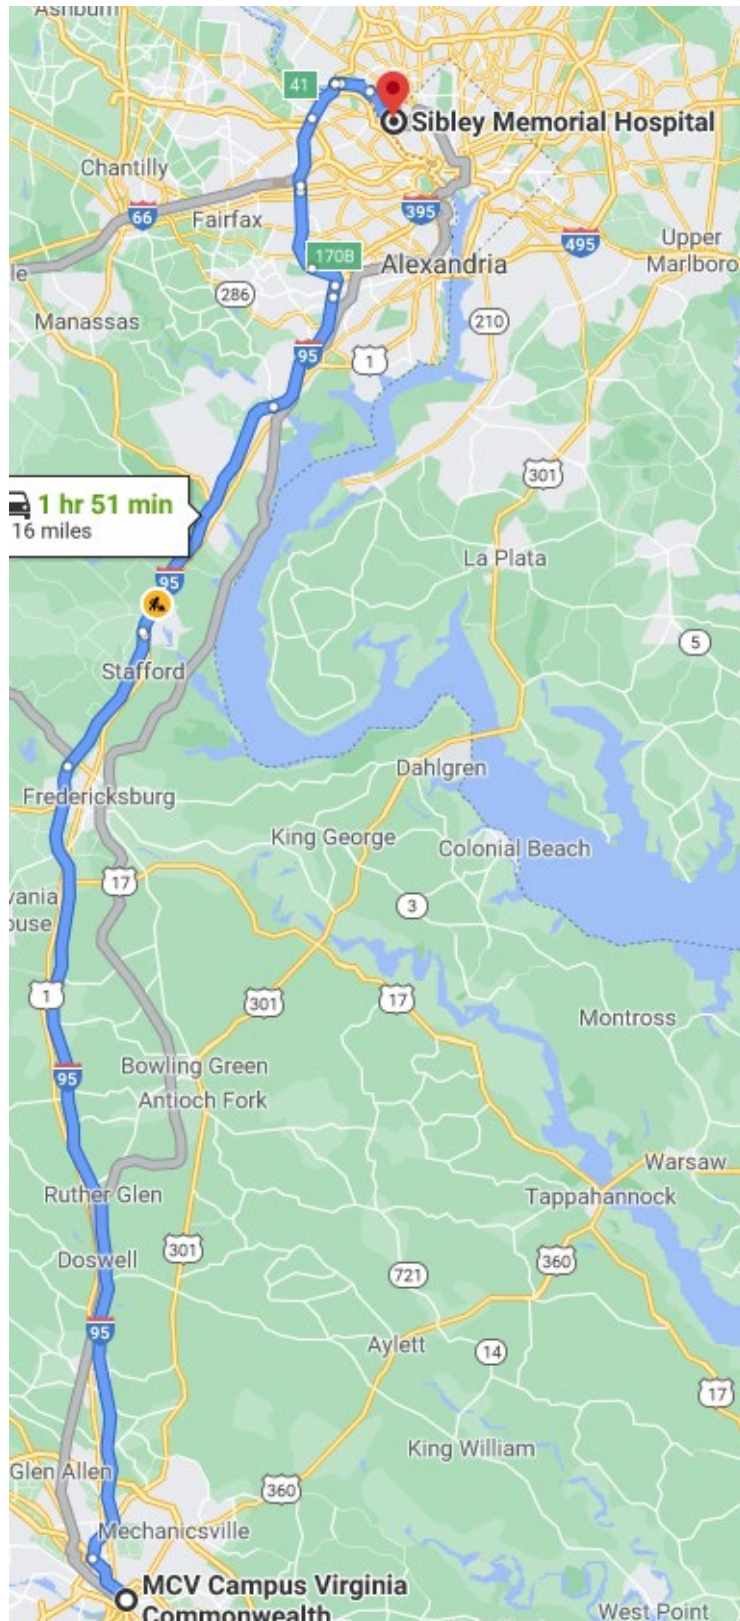 Ashburn
41
Sibley Memorial Hospital
Chantilly
66
Fairfax
395
170B
495
Upper
Marlboro
Alexandria
le
286
210
Manassas
95
1
301
1 hr 51 min
16 miles
La Plata
95
5
Stafford
Dahlgren
Fredericksburg
King George
Colonial Beach
17
vania
ouse
3
1
301
17
Montross
Bowling Green
95
Antioch Fork
Warsaw
Ruther Glen
Tappahannock
301
Doswell
360
721
95
Aylett
14
17
King William
Glen Allen
360
Mechanicsville
MCV Campus Virginia
Commonwealth
West Point